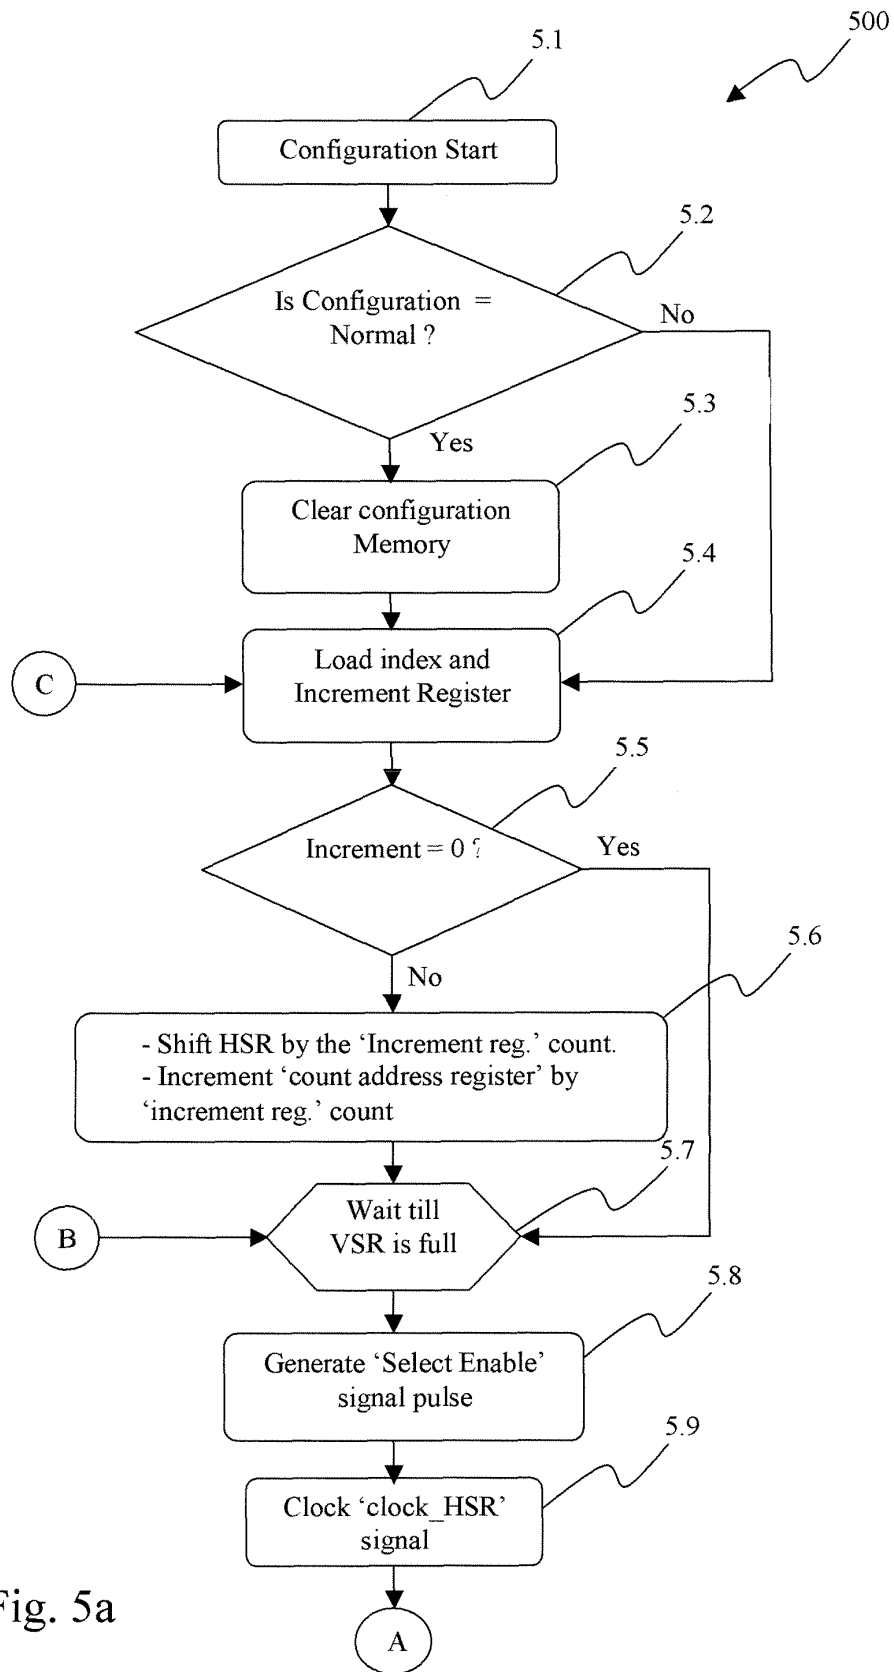 500
5.1
Configuration Start
5.2
Is Configuration =
Normal ?
No
Yes
5.3
Clear configuration
Memory
5.4
Load index and
Increment Register
C
5.5
Increment = 0 ?
Yes
No
5.6
- Shift HSR by the ‘Increment reg.’ count.
- Increment ‘count address register’ by
‘increment reg.’ count
5.7
Wait till
VSR is full
B
5.8
Generate ‘Select Enable’
signal pulse
5.9
Clock ‘clock_HSR’
signal
A
Fig. 5a